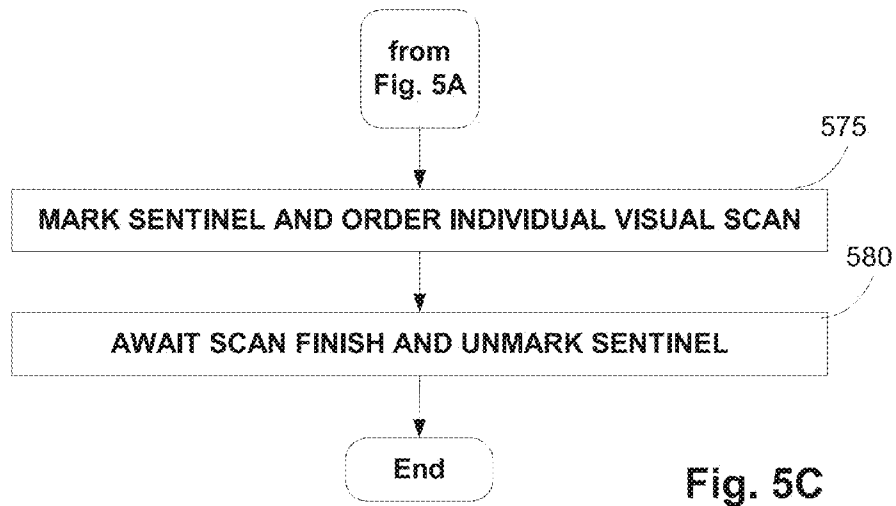 from
Fig. 5A
575
MARK SENTINEL AND ORDER INDIVIDUAL VISUAL SCAN
580
AWAIT SCAN FINISH AND UNMARK SENTINEL
End
Fig. 5C